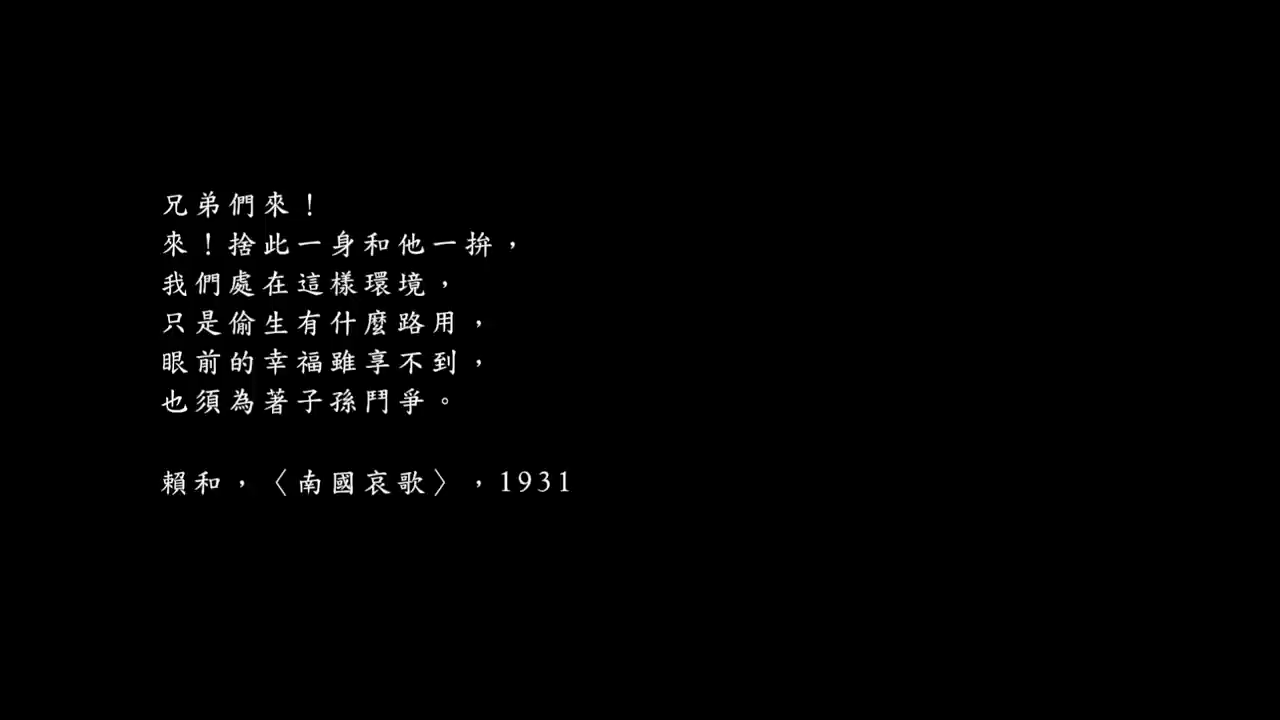 兄弟們來！
來！捨此一身和他一拚，
我們處在這樣環境，
只是偷生有什麼路用，
眼前的幸福雖享不到，
也須為著子孫鬥爭。
賴和，〈南國哀歌〉，1931